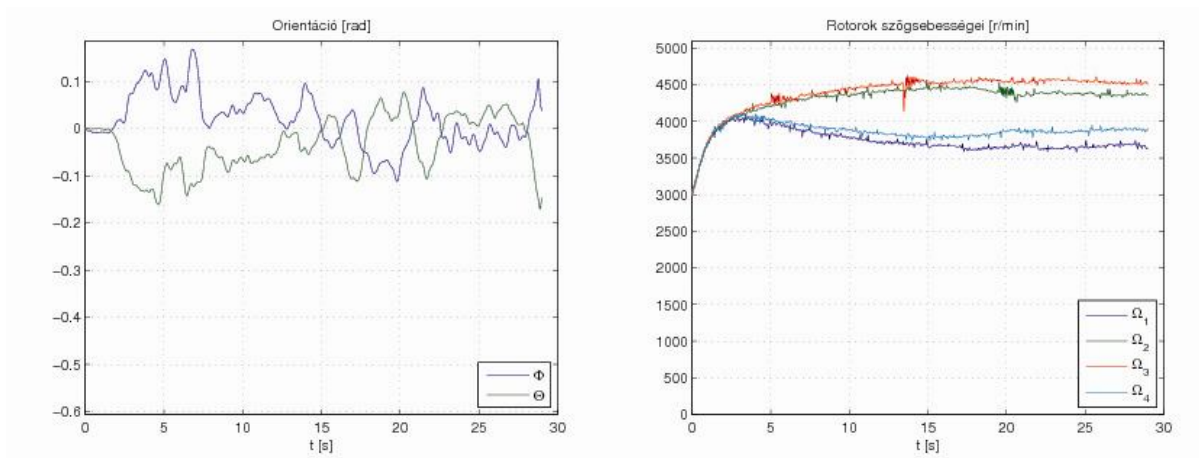 Orientáció [rad]
0.1
0
−0.1
−0.2
−0.3
−0.4
−0.5
−0.6
0 5 10 15 20 25 30
t [s]
Φ
Θ
Rotorok szögsebességei [r/min]
5000
4500
4000
3500
3000
2500
2000
1500
1000
500
0
0 5 10 15 20 25 30
t [s]
Ω1
Ω2
Ω3
Ω4